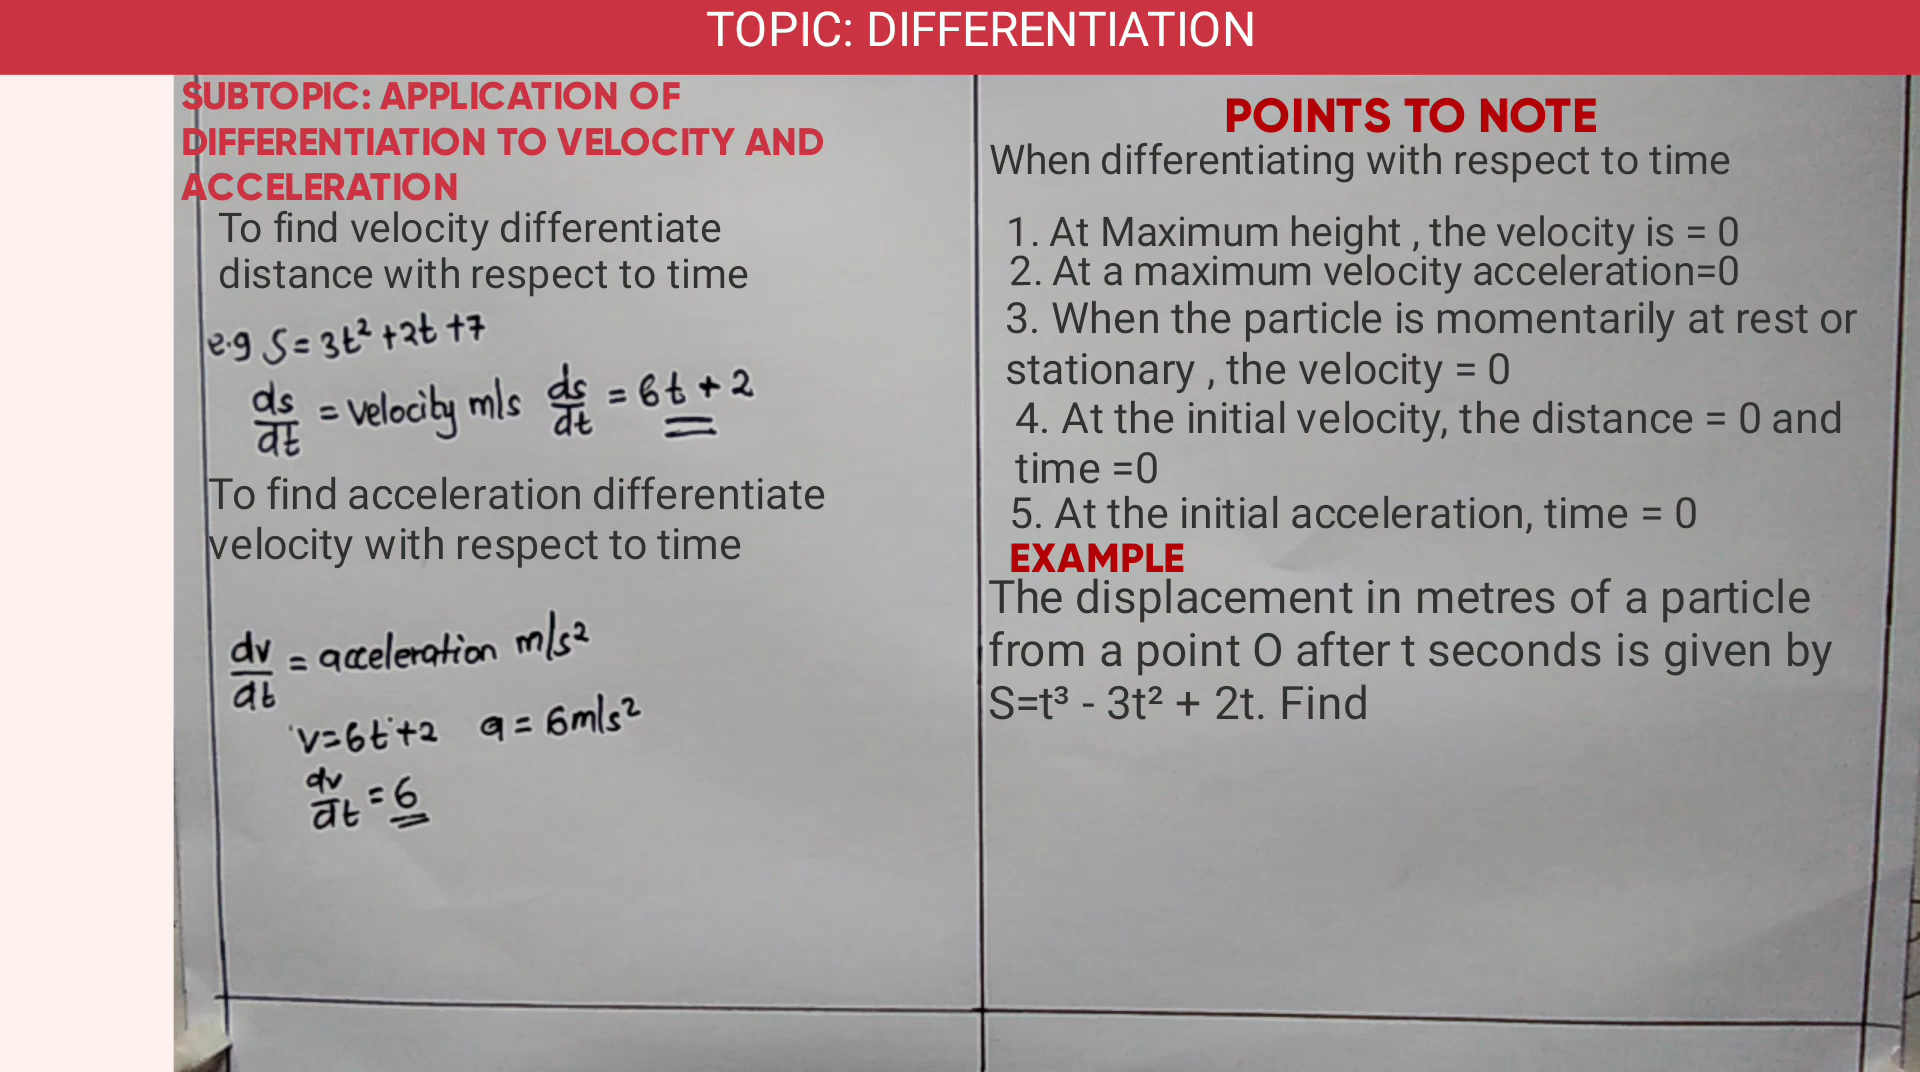 TOPIC: DIFFERENTIATION
SUBTOPIC: APPLICATION OF
DIFFERENTIATION TO VELOCITY AND
ACCELERATION
To find velocity differentiate
distance with respect to time
e.g S = 3t² + 2t + 7
ds/dt = velocity m/s ds/dt = 6t + 2
To find acceleration differentiate
velocity with respect to time
dv/dt = acceleration m/s²
v=6t+2 a = 6m/s²
dv/dt = 6
POINTS TO NOTE
When differentiating with respect to time
1. At Maximum height , the velocity is = 0
2. At a maximum velocity acceleration=0
3. When the particle is momentarily at rest or
stationary , the velocity = 0
4. At the initial velocity, the distance = 0 and
time =0
5. At the initial acceleration, time = 0
EXAMPLE
The displacement in metres of a particle
from a point O after t seconds is given by
S=t³ - 3t² + 2t. Find